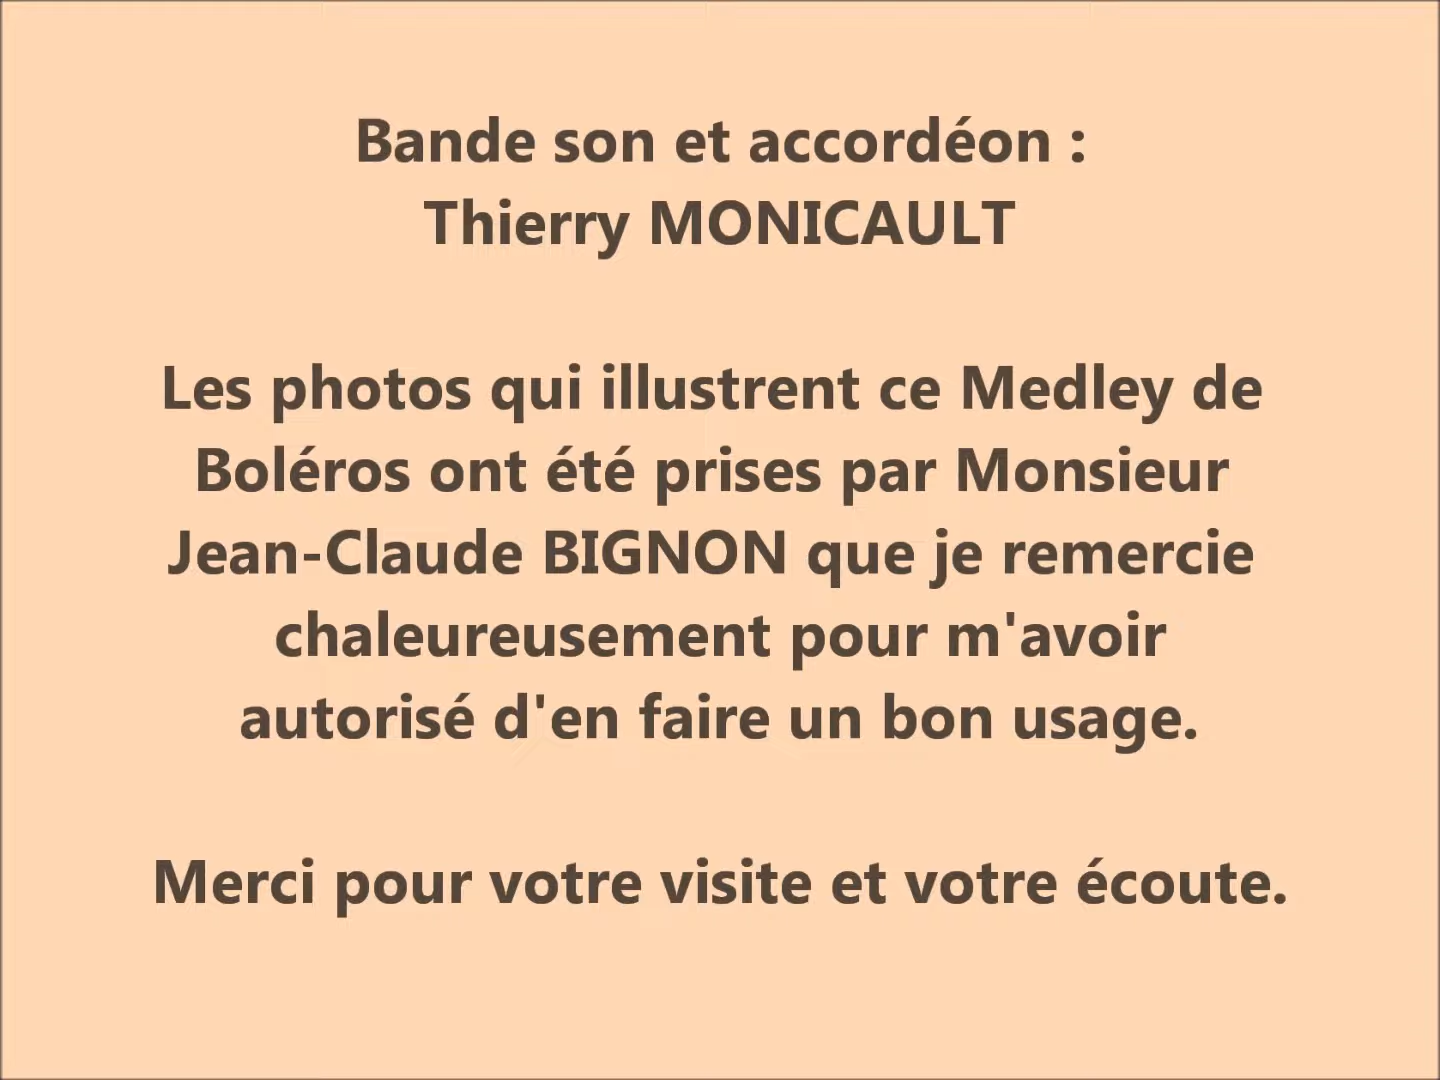 Bande son et accordéon :
Thierry MONICAULT
Les photos qui illustrent ce Medley de
Boléros ont été prises par Monsieur
Jean-Claude BIGNON que je remercie
chaleureusement pour m'avoir
autorisé d'en faire un bon usage.
Merci pour votre visite et votre écoute.